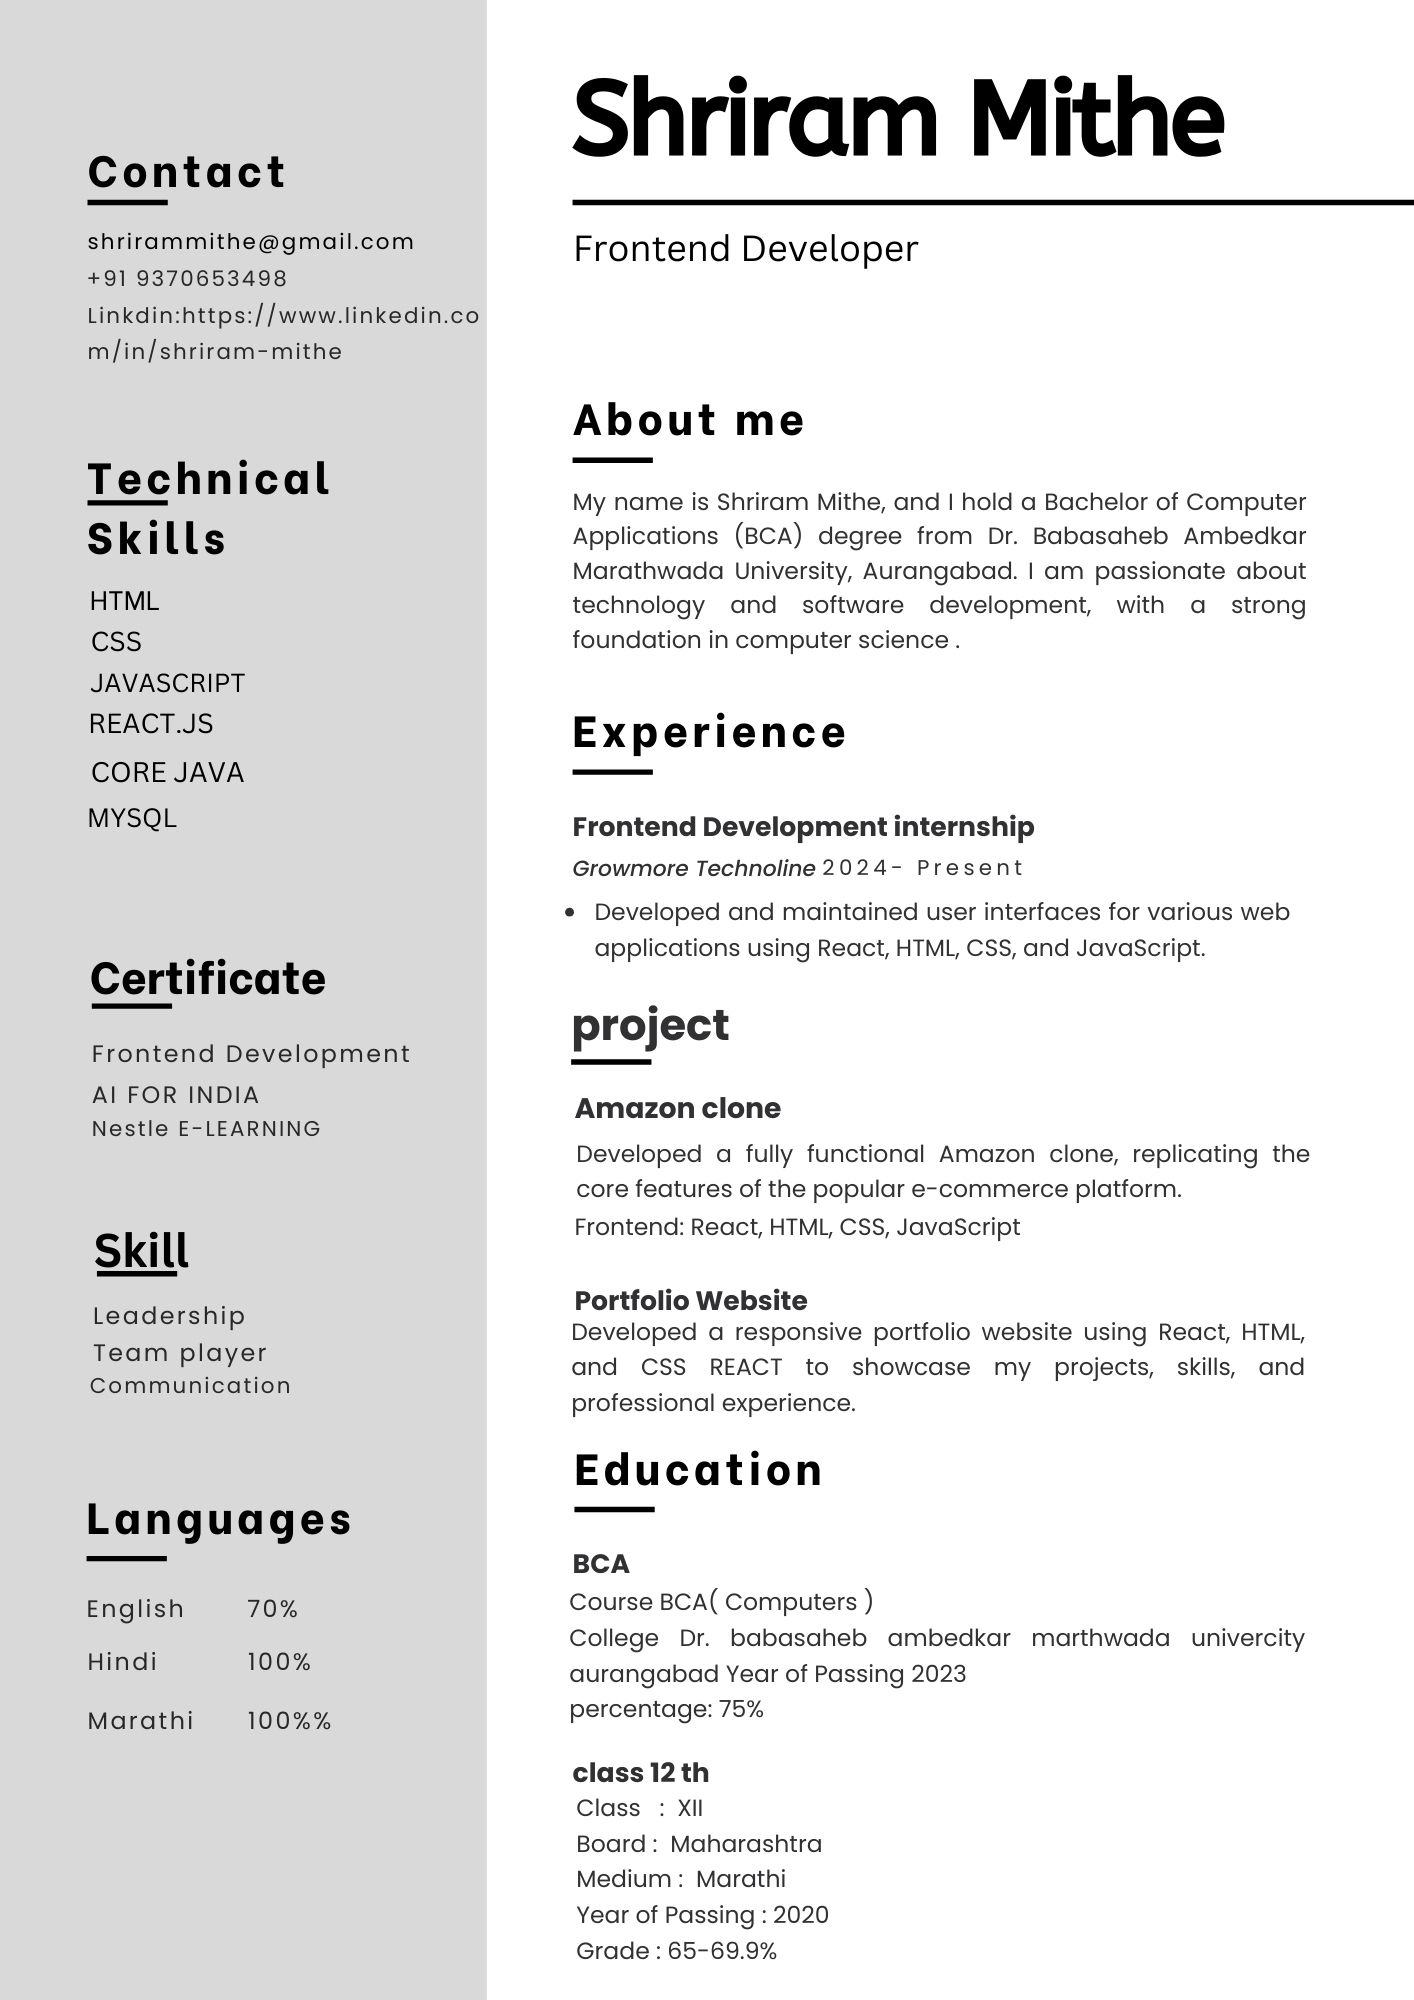 Contact
shrirammithe@gmail.com
+91 9370653498
Linkdin:https://www.linkedin.co
m/in/shriram-mithe
Technical
Skills
HTML
CSS
JAVASCRIPT
REACT.JS
CORE JAVA
MYSQL
Certificate
Frontend Development
AI FOR INDIA
Nestle E-LEARNING
Skill
Leadership
Team player
Communication
Languages
English 70%
Hindi 100%
Marathi 100%%
Shriram Mithe
Frontend Developer
About me
My name is Shriram Mithe, and I hold a Bachelor of Computer
Applications (BCA) degree from Dr. Babasaheb Ambedkar
Marathwada University, Aurangabad. I am passionate about
technology and software development, with a strong
foundation in computer science .
Experience
Frontend Development internship
Growmore Technoline 2024- Present
• Developed and maintained user interfaces for various web
applications using React, HTML, CSS, and JavaScript.
project
Amazon clone
Developed a fully functional Amazon clone, replicating the
core features of the popular e-commerce platform.
Frontend: React, HTML, CSS, JavaScript
Portfolio Website
Developed a responsive portfolio website using React, HTML,
and CSS REACT to showcase my projects, skills, and
professional experience.
Education
BCA
Course BCA( Computers )
College Dr. babasaheb ambedkar marthwada univercity
aurangabad Year of Passing 2023
percentage: 75%
class 12 th
Class : XII
Board : Maharashtra
Medium : Marathi
Year of Passing : 2020
Grade : 65-69.9%